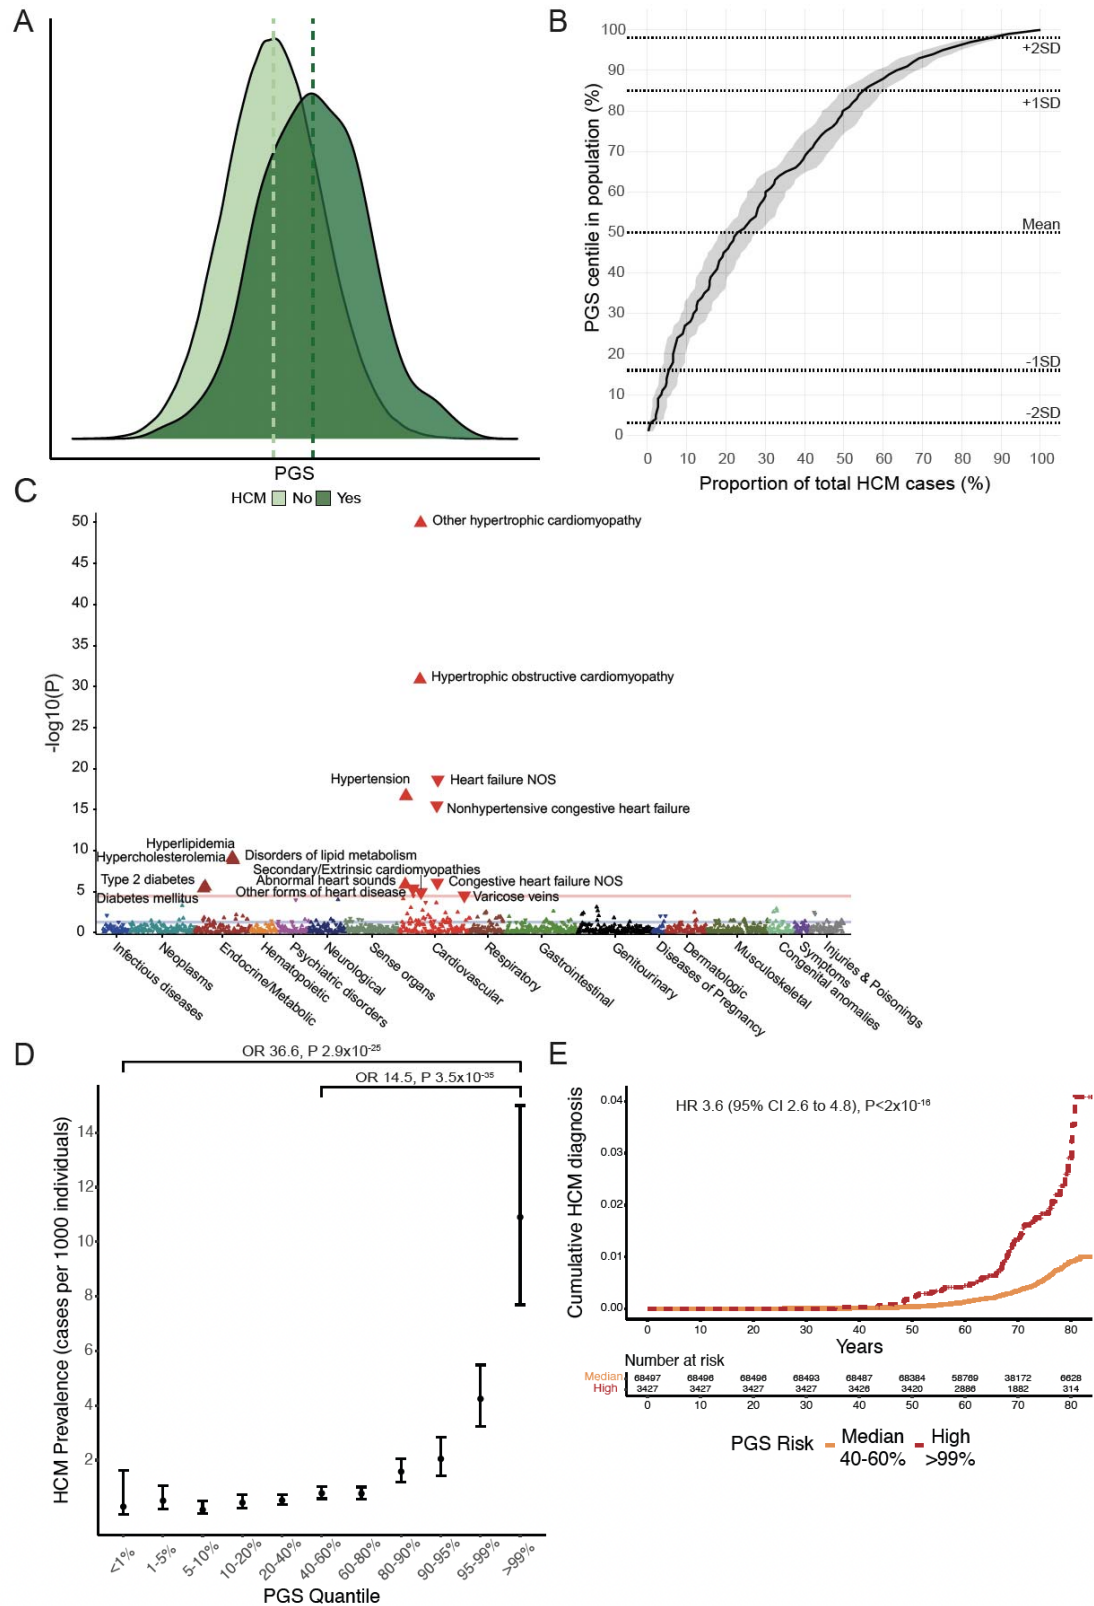 A
PGS
HCM No Yes
B
PGS centile in population (%)
100
90
80
70
60
50
40
30
20
10
0
+2SD
+1SD
Mean
-1SD
-2SD
0 10 20 30 40 50 60 70 80 90 100
Proportion of total HCM cases (%)
C
-log10(P)
50
45
40
35
30
25
20
15
10
5
0
Other hypertrophic cardiomyopathy
Hypertrophic obstructive cardiomyopathy
Hypertension
Heart failure NOS
Nonhypertensive congestive heart failure
Hyperlipidemia
Hypercholesterolemia
Disorders of lipid metabolism
Secondary/Extrinsic cardiomyopathies
Type 2 diabetes
Abnormal heart sounds
Congestive heart failure NOS
Diabetes mellitus
Other forms of heart disease
Varicose veins
Infectious diseases
Neoplasms
Endocrine/Metabolic
Hematopoietic
Psychiatric disorders
Neurological
Sense organs
Cardiovascular
Respiratory
Gastrointestinal
Genitourinary
Diseases of Pregnancy
Dermatologic
Musculoskeletal
Congenital anomalies
Symptoms
Injuries & Poisonings
D
OR 36.6, P 2.9x10⁻²⁵
OR 14.5, P 3.5x10⁻³⁵
HCM Prevalence (cases per 1000 individuals)
14
12
10
8
6
4
2
<1%
1-5%
5-10%
10-20%
20-40%
40-60%
60-80%
80-90%
90-95%
95-99%
>99%
PGS Quantile
E
HR 3.6 (95% CI 2.6 to 4.8), P<2x10⁻¹⁶
Cumulative HCM diagnosis
0.04
0.03
0.02
0.01
0.00
0 10 20 30 40 50 60 70 80
Years
Number at risk
Median 68497 68496 68496 68493 68487 68384 58769 38172 6628
High 3427 3427 3427 3427 3426 3420 2886 1882 314
0 10 20 30 40 50 60 70 80
PGS Risk Median High
40-60% >99%